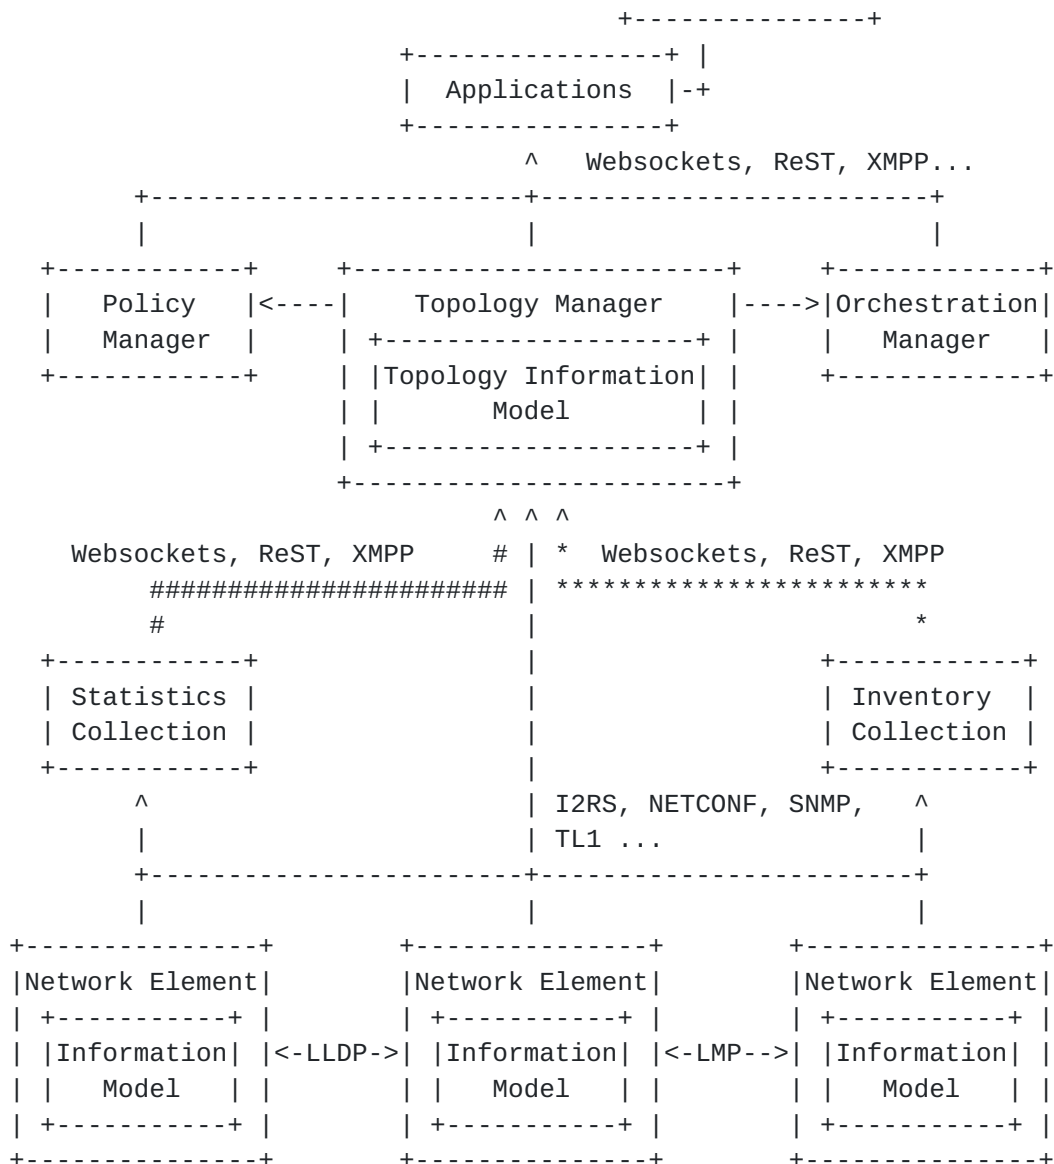 +---------------+
                         +----------------+ |
                         |  Applications  |-+
                         +----------------+
                                 ^   Websockets, ReST, XMPP...
        +------------------------+-------------------------+
        |                        |                         |
  +------------+     +------------------------+     +-------------+
  |   Policy   |<----|    Topology Manager    |---->|Orchestration|
  |   Manager  |     | +--------------------+ |     |   Manager   |
  +------------+     | |Topology Information| |     +-------------+
                     | |       Model        | |
                     | +--------------------+ |
                     +------------------------+
                               ^ ^ ^
    Websockets, ReST, XMPP     # | *  Websockets, ReST, XMPP
         ####################### | ************************
         #                       |                        *
  +------------+                 |                  +------------+
  | Statistics |                 |                  | Inventory  |
  | Collection |                 |                  | Collection |
  +------------+                 |                  +------------+
        ^                        | I2RS, NETCONF, SNMP,   ^
        |                        | TL1 ...                |
        +------------------------+------------------------+
        |                        |                        |
+---------------+        +---------------+        +---------------+
|Network Element|        |Network Element|        |Network Element|
| +-----------+ |        | +-----------+ |        | +-----------+ |
| |Information| |<-LLDP->| |Information| |<-LMP-->| |Information| |
| |   Model   | |        | |   Model   | |        | |   Model   | |
| +-----------+ |        | +-----------+ |        | +-----------+ |
+---------------+        +---------------+        +---------------+